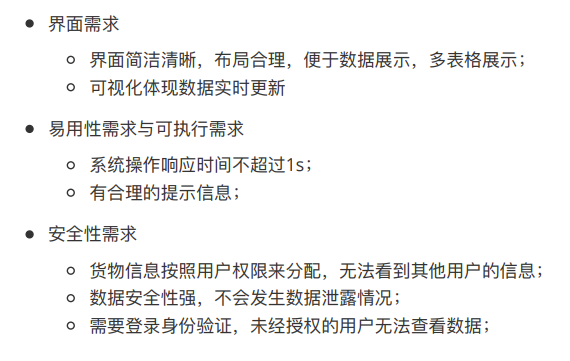 界面需求
界面简洁清晰，布局合理，便于数据展示，多表格展示；
可视化体现数据实时更新
易用性需求与可执行需求
系统操作响应时间不超过1s；
有合理的提示信息；
安全性需求
货物信息按照用户权限来分配，无法看到其他用户的信息；
数据安全性强，不会发生数据泄露情况；
需要登录身份验证，未经授权的用户无法查看数据；